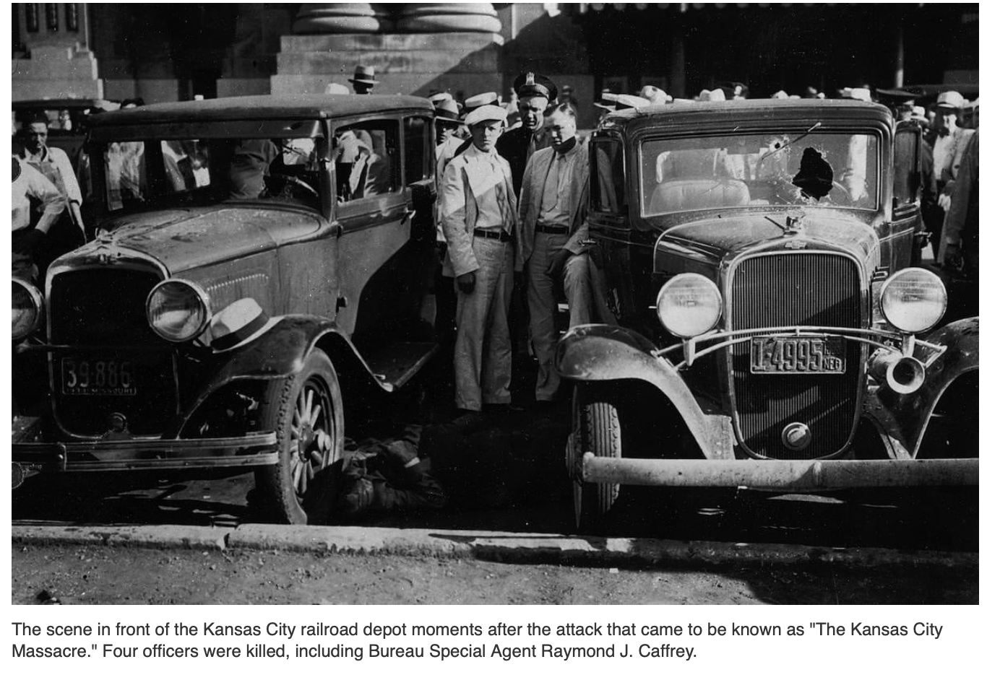 39·886
MISSOURI
1-4995 NEB
The scene in front of the Kansas City railroad depot moments after the attack that came to be known as "The Kansas City
Massacre." Four officers were killed, including Bureau Special Agent Raymond J. Caffrey.